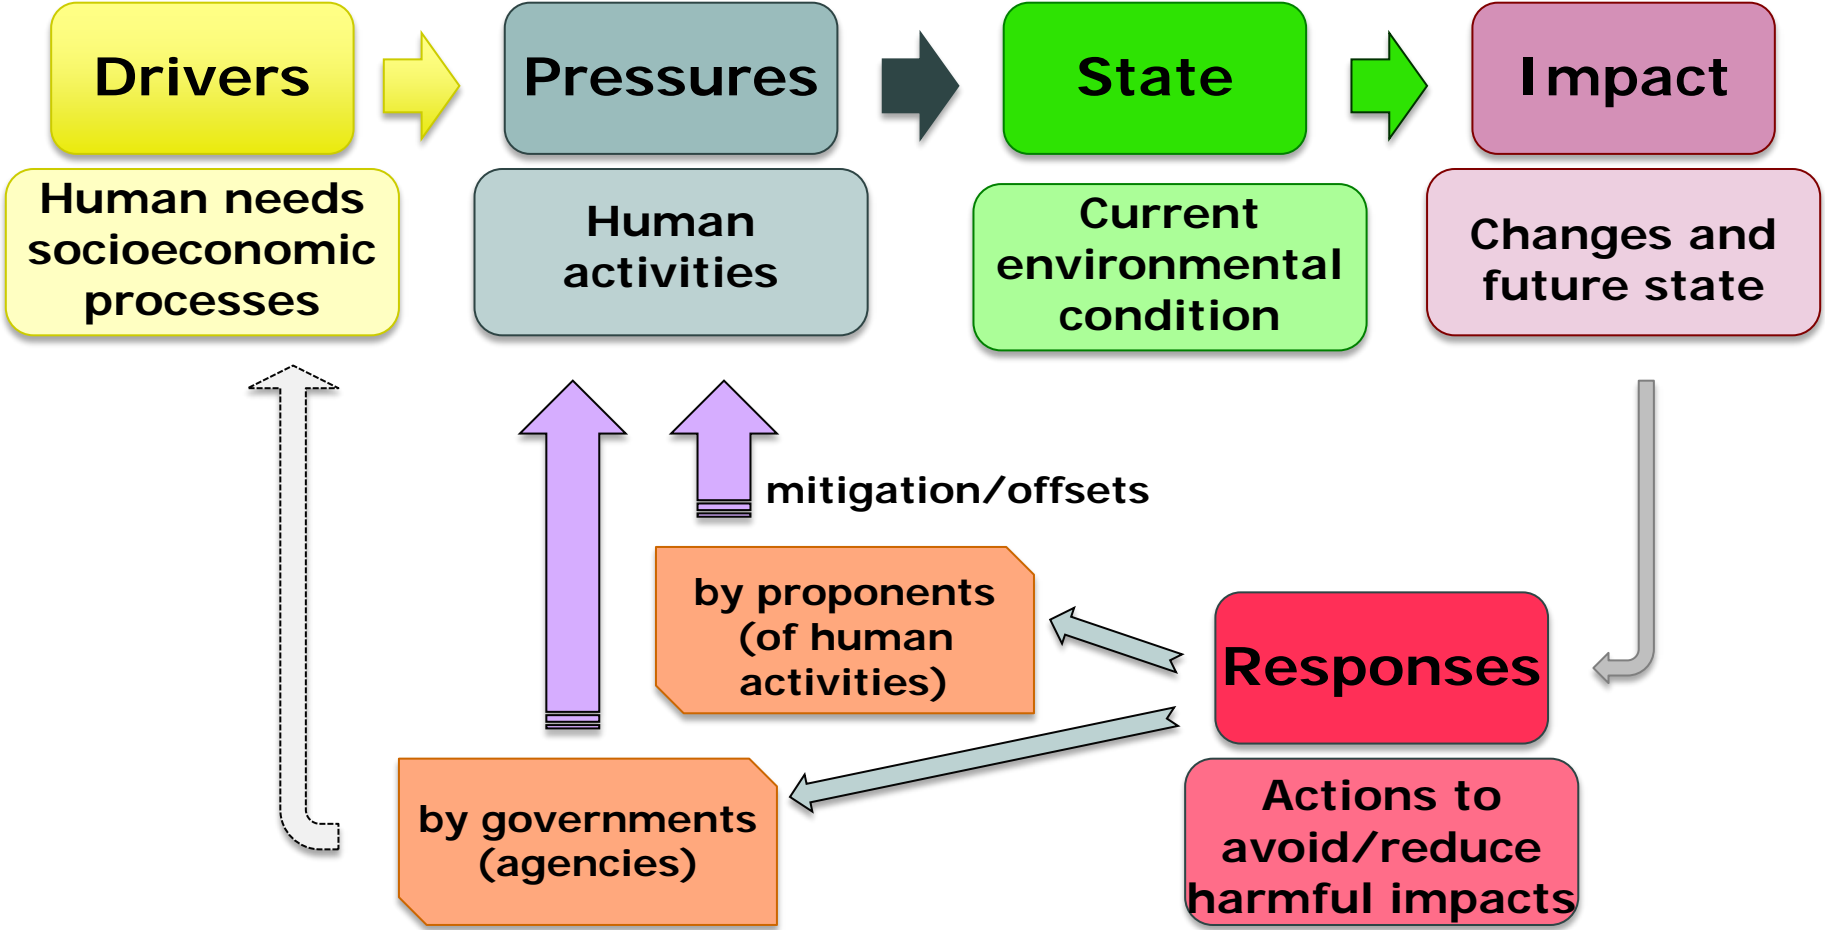 Drivers
Pressures
State
Impact
Human needs
socioeconomic
processes
Human
activities
Current
environmental
condition
Changes and
future state
mitigation/offsets
by proponents
(of human
activities)
Responses
by governments
(agencies)
Actions to
avoid/reduce
harmful impacts